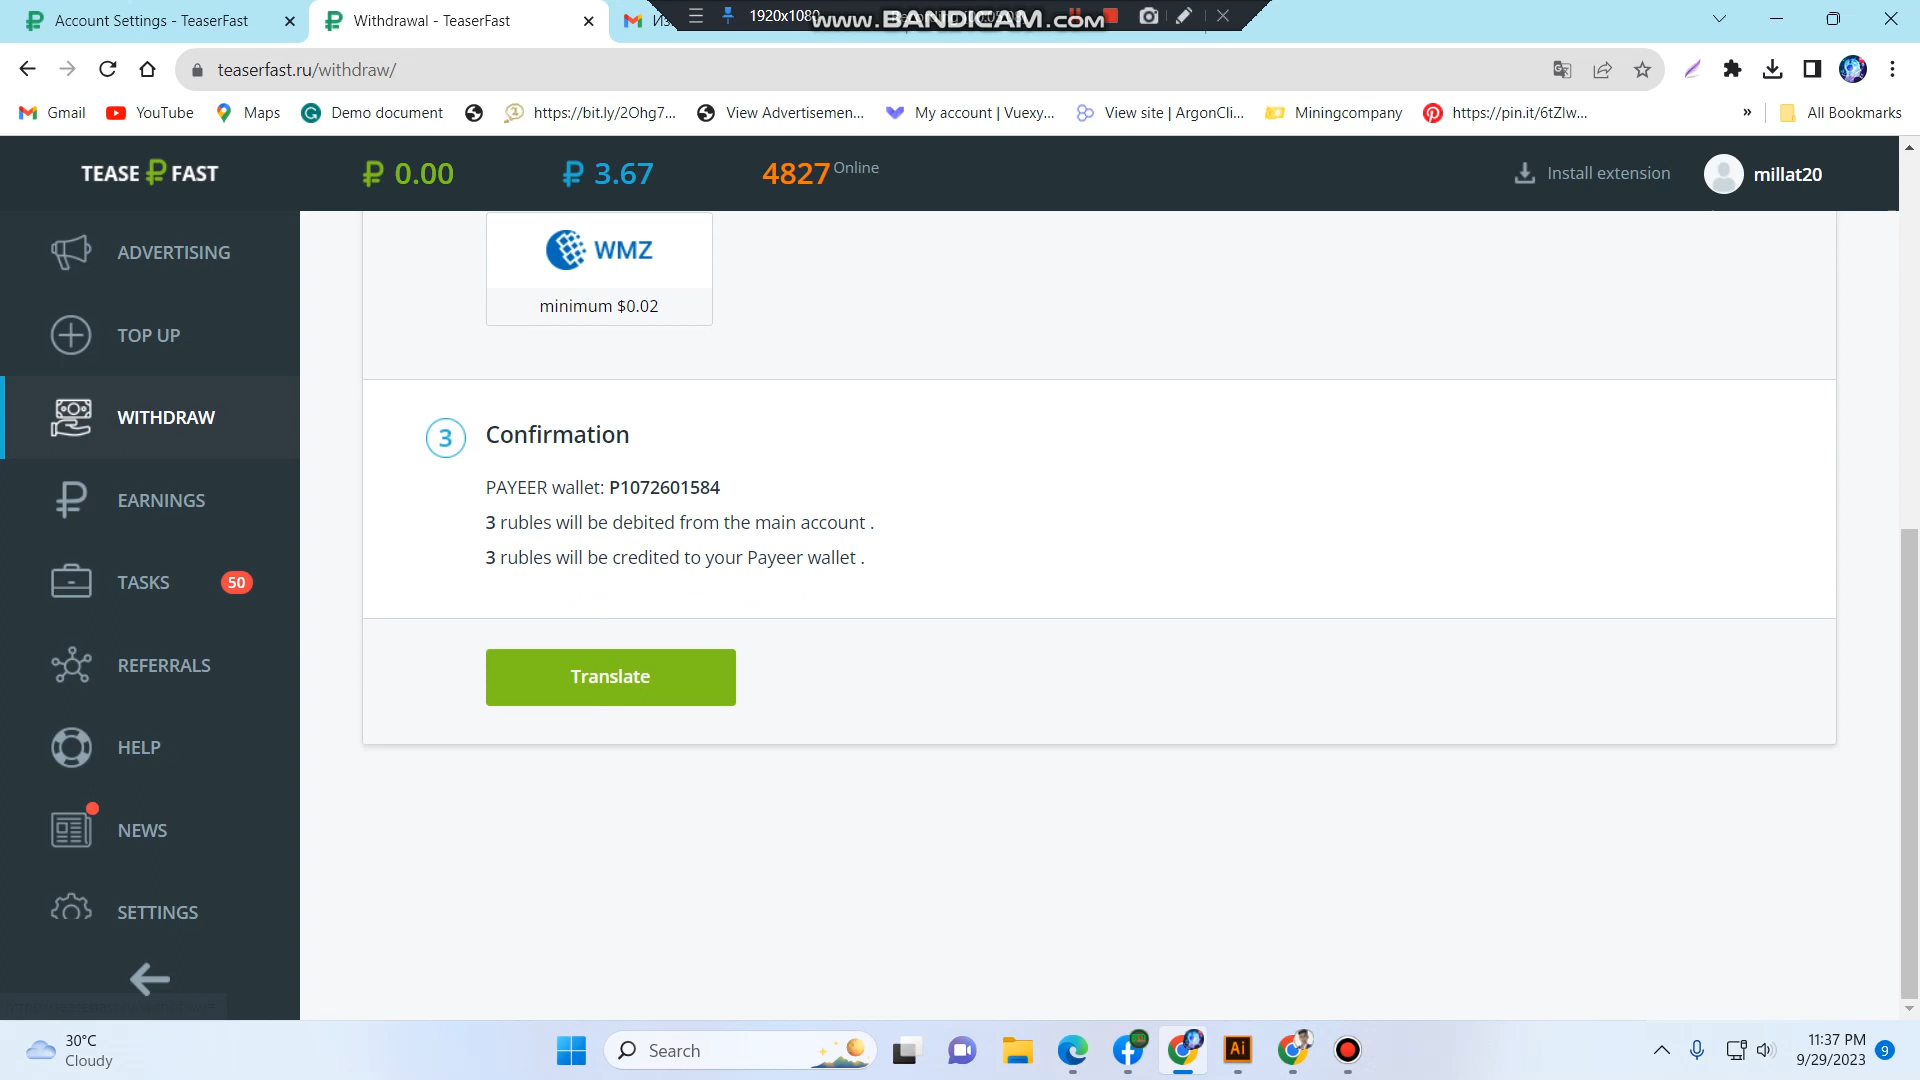 Account Settings - TeaserFast
Withdrawal - TeaserFast
1920x1080
www.BANDICAM.com
teaserfast.ru/withdraw/
Gmail
YouTube
Maps
Demo document
https://bit.ly/2Ohg7...
View Advertisemen...
My account | Vuexy...
View site | ArgonCli...
Miningcompany
https://pin.it/6tZlw...
»
All Bookmarks
TEASE ₽ FAST
₽ 0.00
₽ 3.67
4827 Online
Install extension
millat20
ADVERTISING
TOP UP
WITHDRAW
EARNINGS
TASKS 50
REFERRALS
HELP
NEWS
SETTINGS
WMZ
minimum $0.02
3 Confirmation
PAYEER wallet: P1072601584
3 rubles will be debited from the main account .
3 rubles will be credited to your Payeer wallet .
Translate
30°C
Cloudy
Search
Ai
11:37 PM
9/29/2023
9